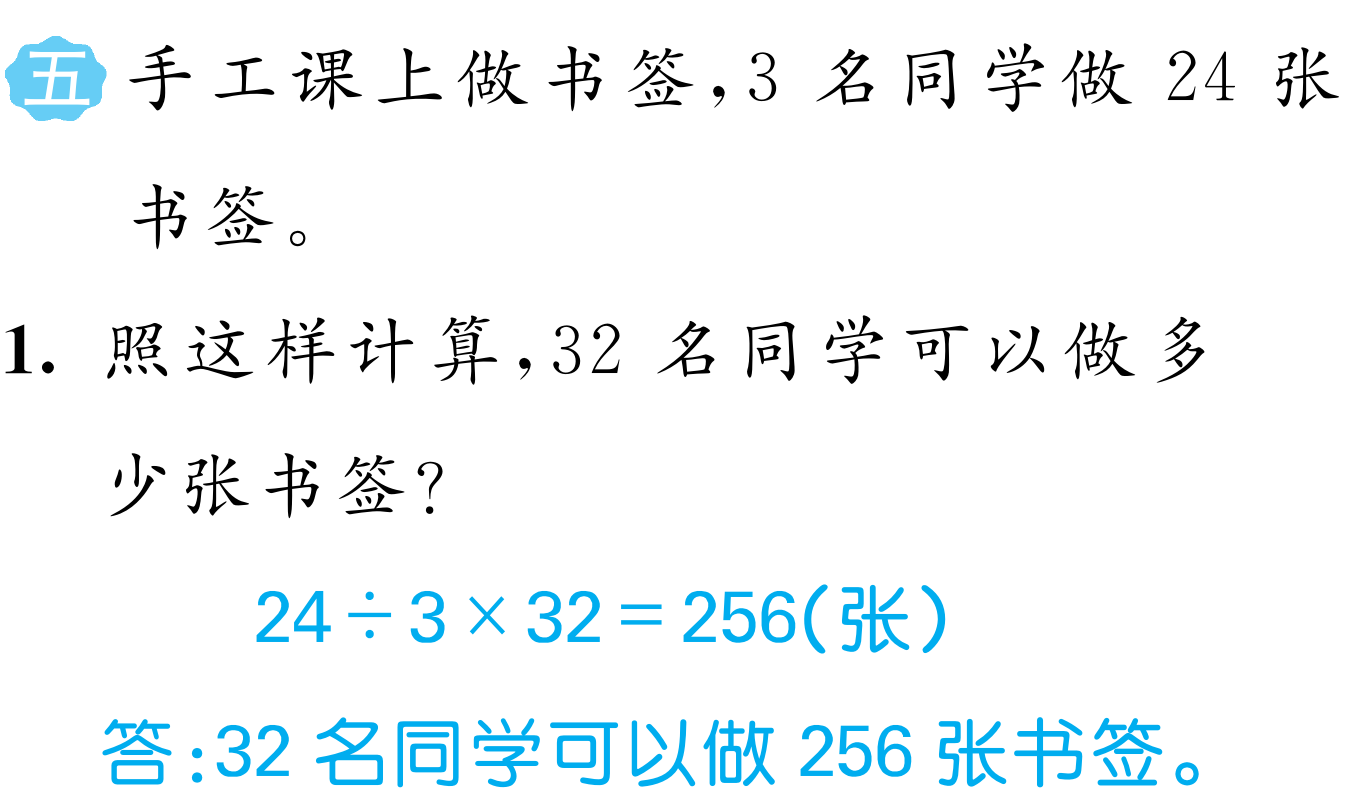 五 手工课上做书签,3 名同学做 24 张
书签。
1. 照这样计算,32 名同学可以做多
少张书签?
24÷3×32=256(张)
答:32 名同学可以做 256 张书签。